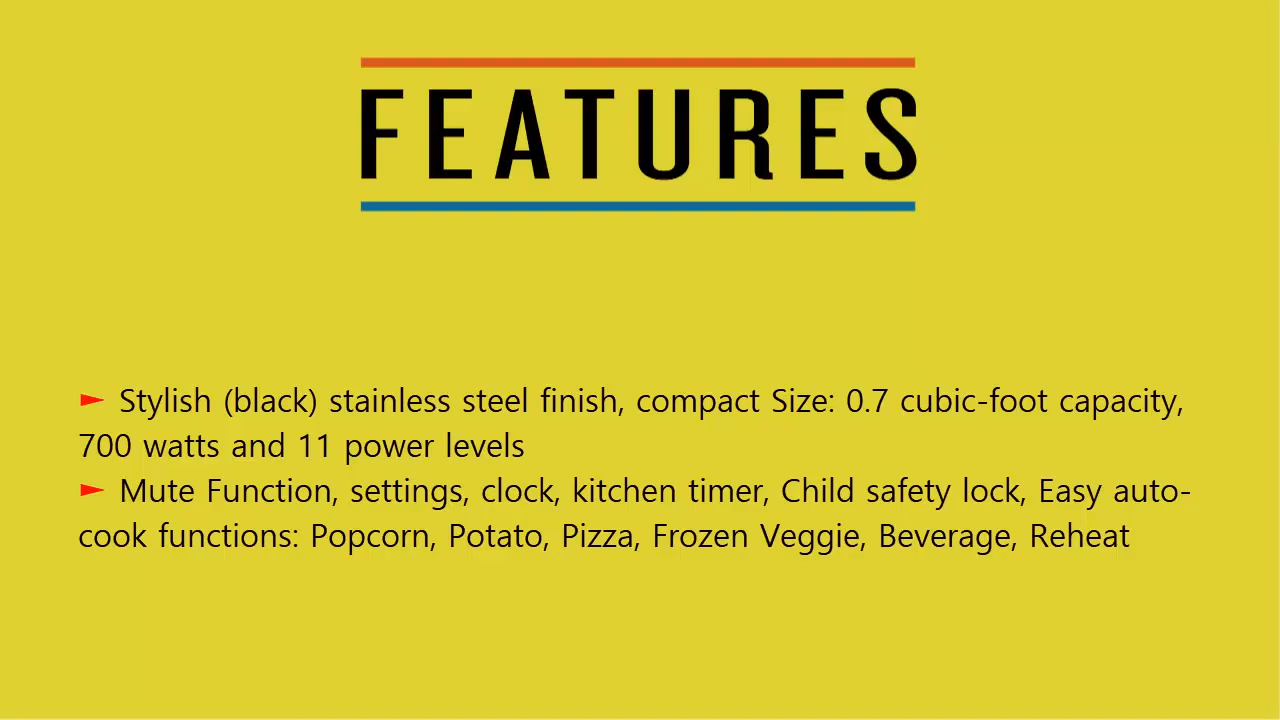 FEATURES
► Stylish (black) stainless steel finish, compact Size: 0.7 cubic-foot capacity,
700 watts and 11 power levels
► Mute Function, settings, clock, kitchen timer, Child safety lock, Easy auto-
cook functions: Popcorn, Potato, Pizza, Frozen Veggie, Beverage, Reheat